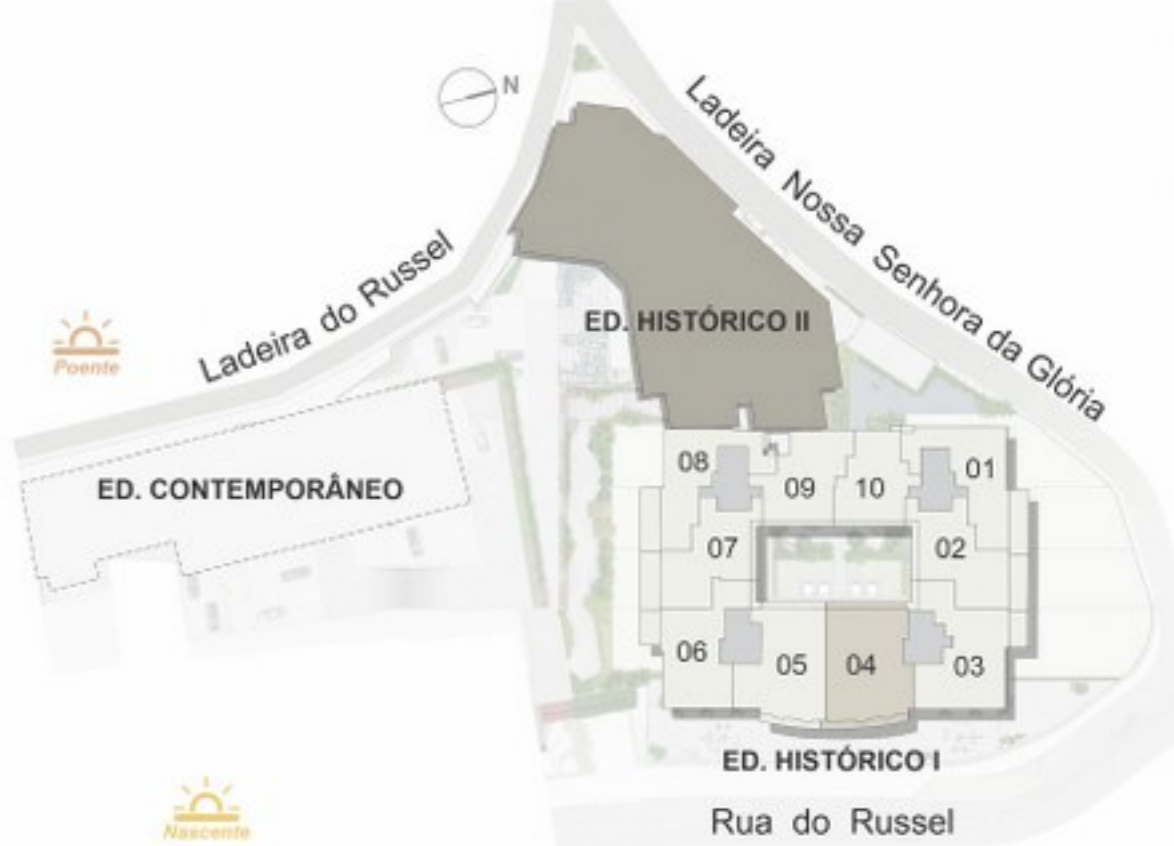 N
Ladeira Nossa Senhora da Glória
Ladeira do Russel
Poente
ED. HISTÓRICO II
ED. CONTEMPORÂNEO
08
09
10
01
07
02
06
05
04
03
ED. HISTÓRICO I
Rua do Russel
Nascente